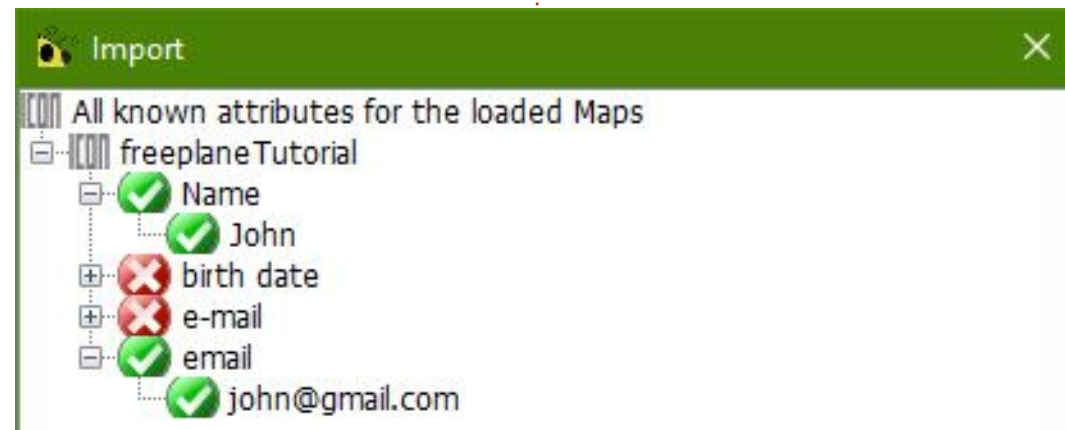 Import
All known attributes for the loaded Maps
freeplaneTutorial
Name
John
birth date
e-mail
email
john@gmail.com